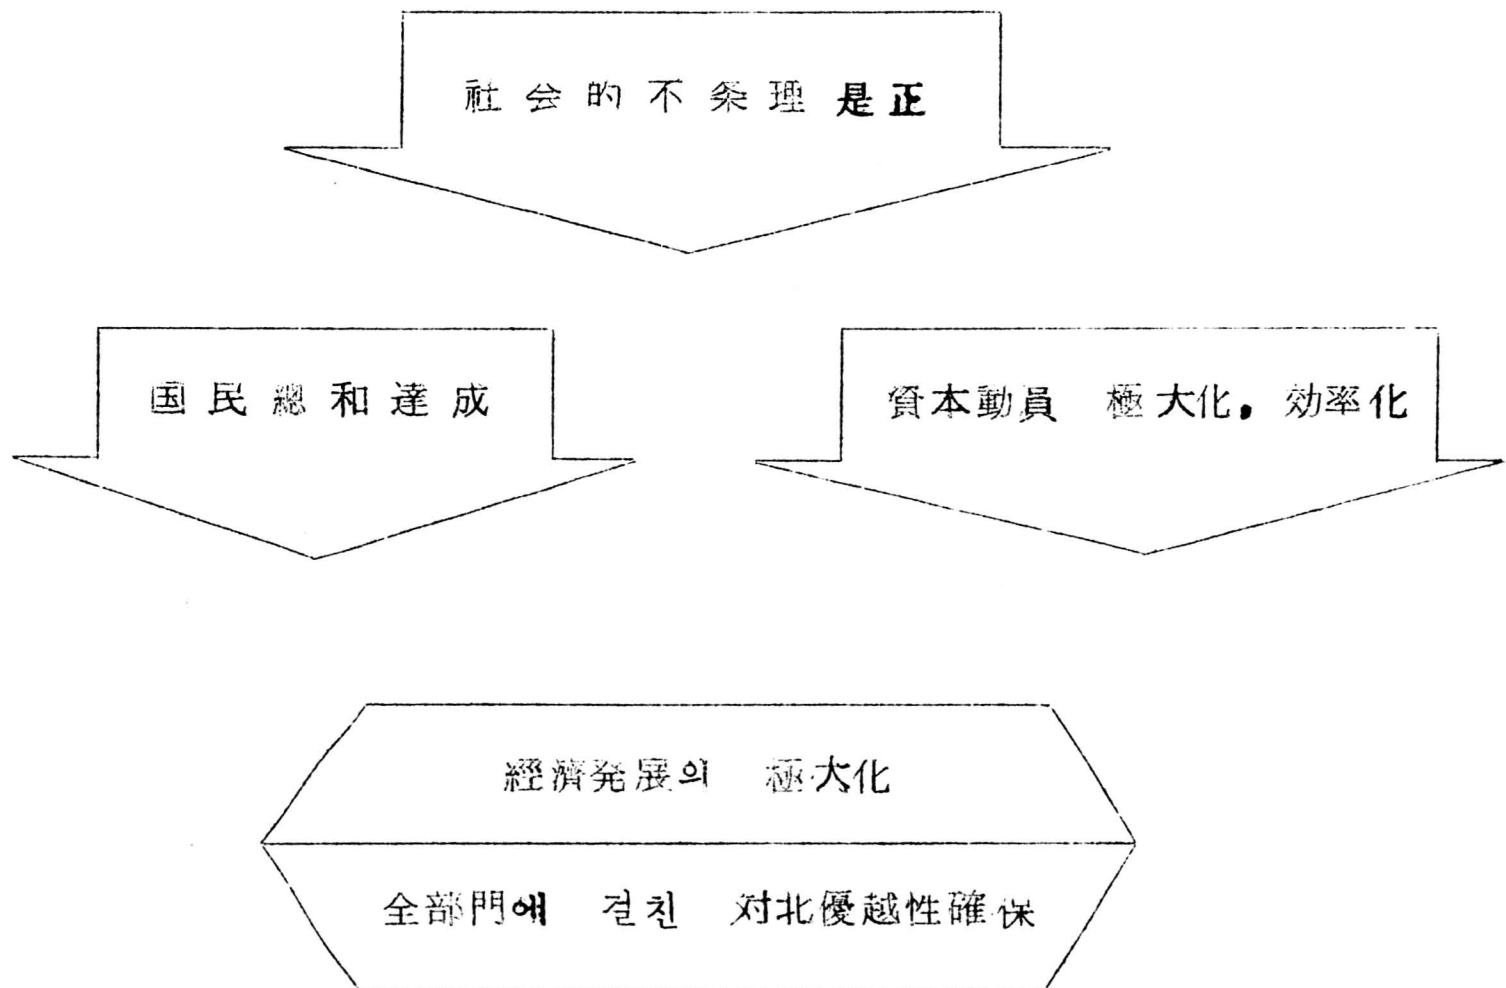 社会的不条理是正
国民總和達成
資本動員 極大化. 効率化
經濟発展의 極大化
全部門에 걸친 対北優越性確保